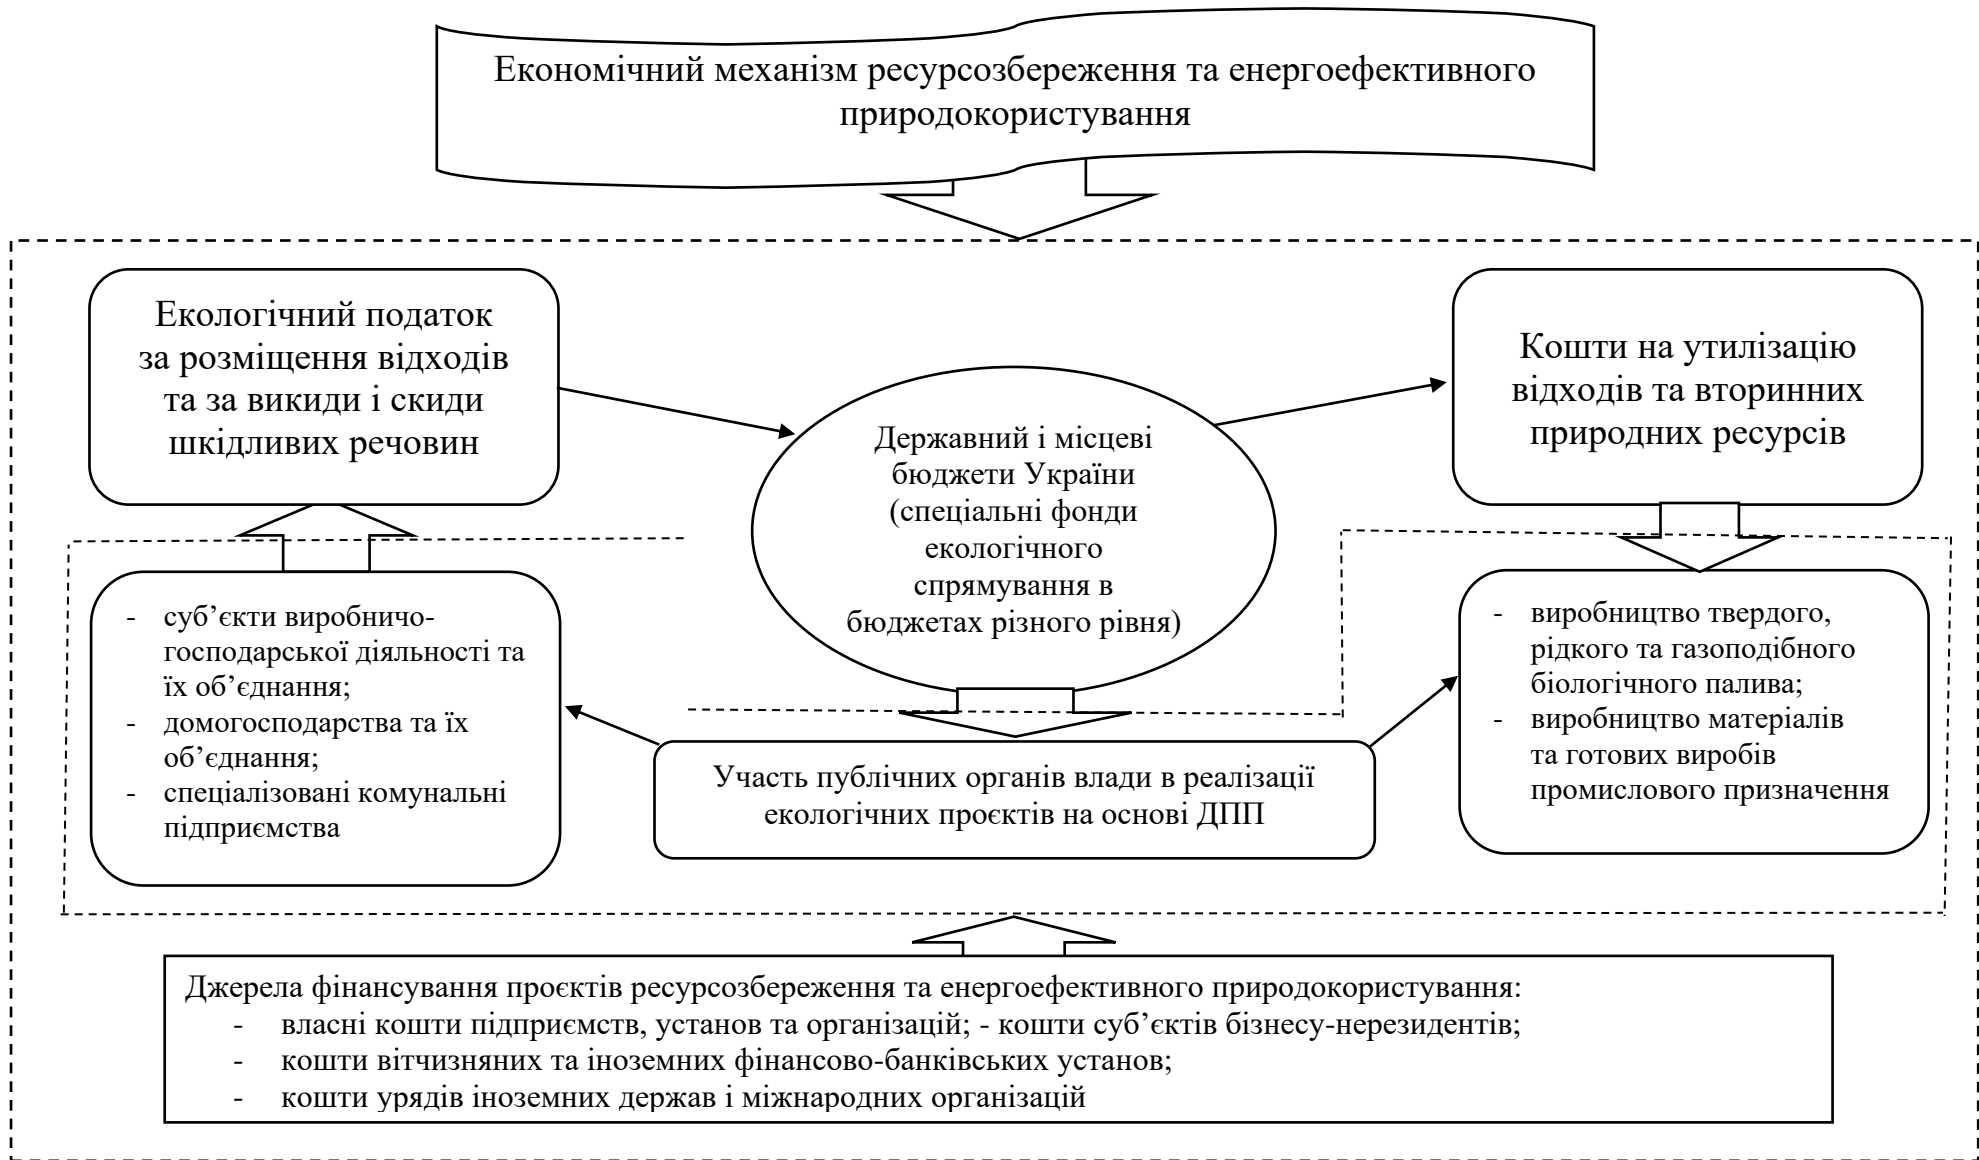 Економічний механізм ресурсозбереження та енергоефективного
природокористування
Екологічний податок
за розміщення відходів
та за викиди і скиди
шкідливих речовин
Державний і місцеві
бюджети України
(спеціальні фонди
екологічного
спрямування в
бюджетах різного рівня)
Кошти на утилізацію
відходів та вторинних
природних ресурсів
- суб’єкти виробничо-
господарської діяльності та
їх об’єднання;
- домогосподарства та їх
об’єднання;
- спеціалізовані комунальні
підприємства
Участь публічних органів влади в реалізації
екологічних проєктів на основі ДПП
- виробництво твердого,
рідкого та газоподібного
біологічного палива;
- виробництво матеріалів
та готових виробів
промислового призначення
Джерела фінансування проєктів ресурсозбереження та енергоефективного природокористування:
- власні кошти підприємств, установ та організацій; - кошти суб’єктів бізнесу-нерезидентів;
- кошти вітчизняних та іноземних фінансово-банківських установ;
- кошти урядів іноземних держав і міжнародних організацій